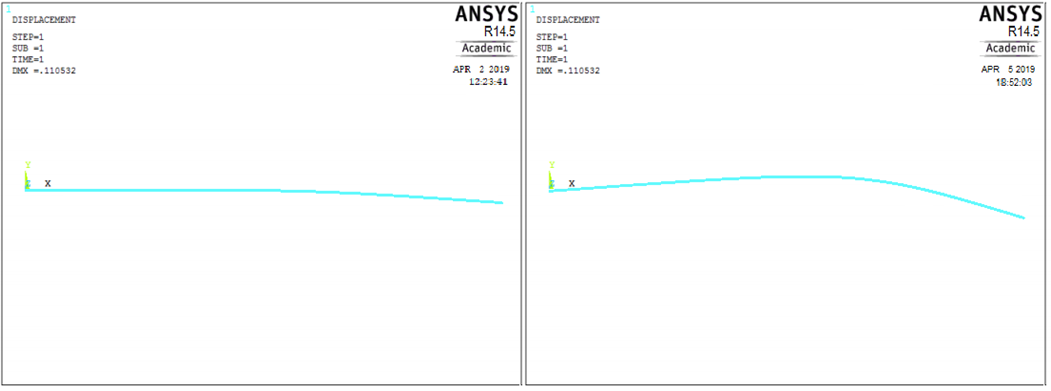 1
DISPLACEMENT
STEP=1
SUB =1
TIME=1
DMX =.110532
ANSYS
R14.5
Academic
APR 2 2019
12:23:41
Y
Z
X
1
DISPLACEMENT
STEP=1
SUB =1
TIME=1
DMX =.110532
ANSYS
R14.5
Academic
APR 5 2019
18:52:03
Y
Z
X